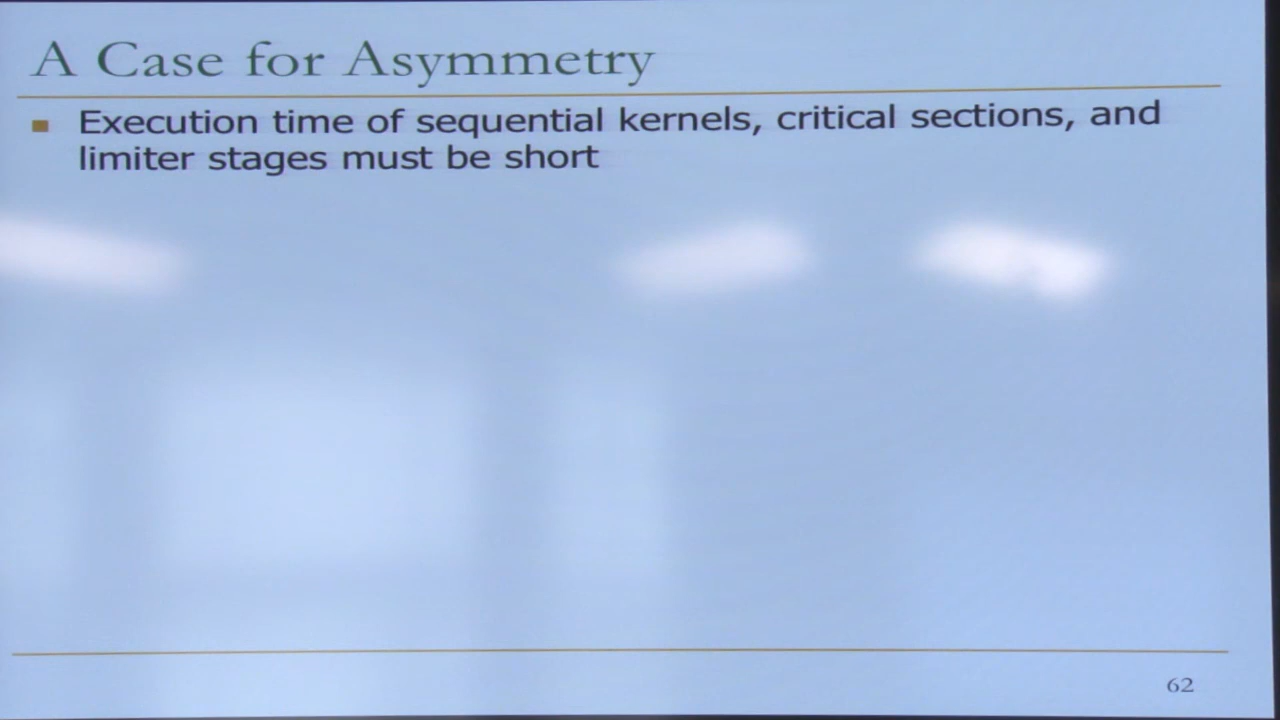 A Case for Asymmetry
Execution time of sequential kernels, critical sections, and
limiter stages must be short
62